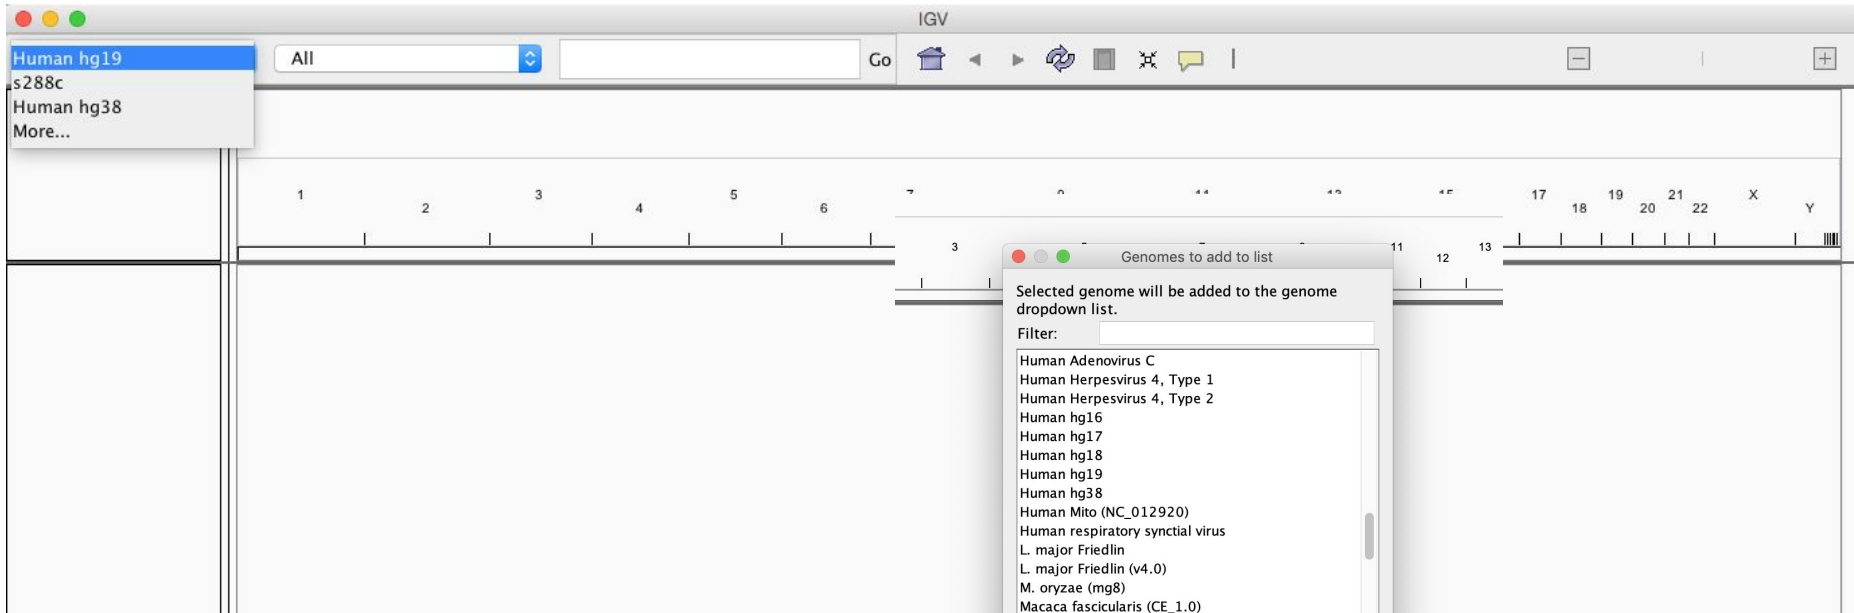 IGV
Human hg19
s288c
Human hg38
More...
All
Go
1
2
3
4
5
6
17
18
19
20
21
22
X
Y
3
11
12
13
Genomes to add to list
Selected genome will be added to the genome
dropdown list.
Filter:
Human Adenovirus C
Human Herpesvirus 4, Type 1
Human Herpesvirus 4, Type 2
Human hg16
Human hg17
Human hg18
Human hg19
Human hg38
Human Mito (NC_012920)
Human respiratory synctial virus
L. major Friedlin
L. major Friedlin (v4.0)
M. oryzae (mg8)
Macaca fascicularis (CE_1.0)